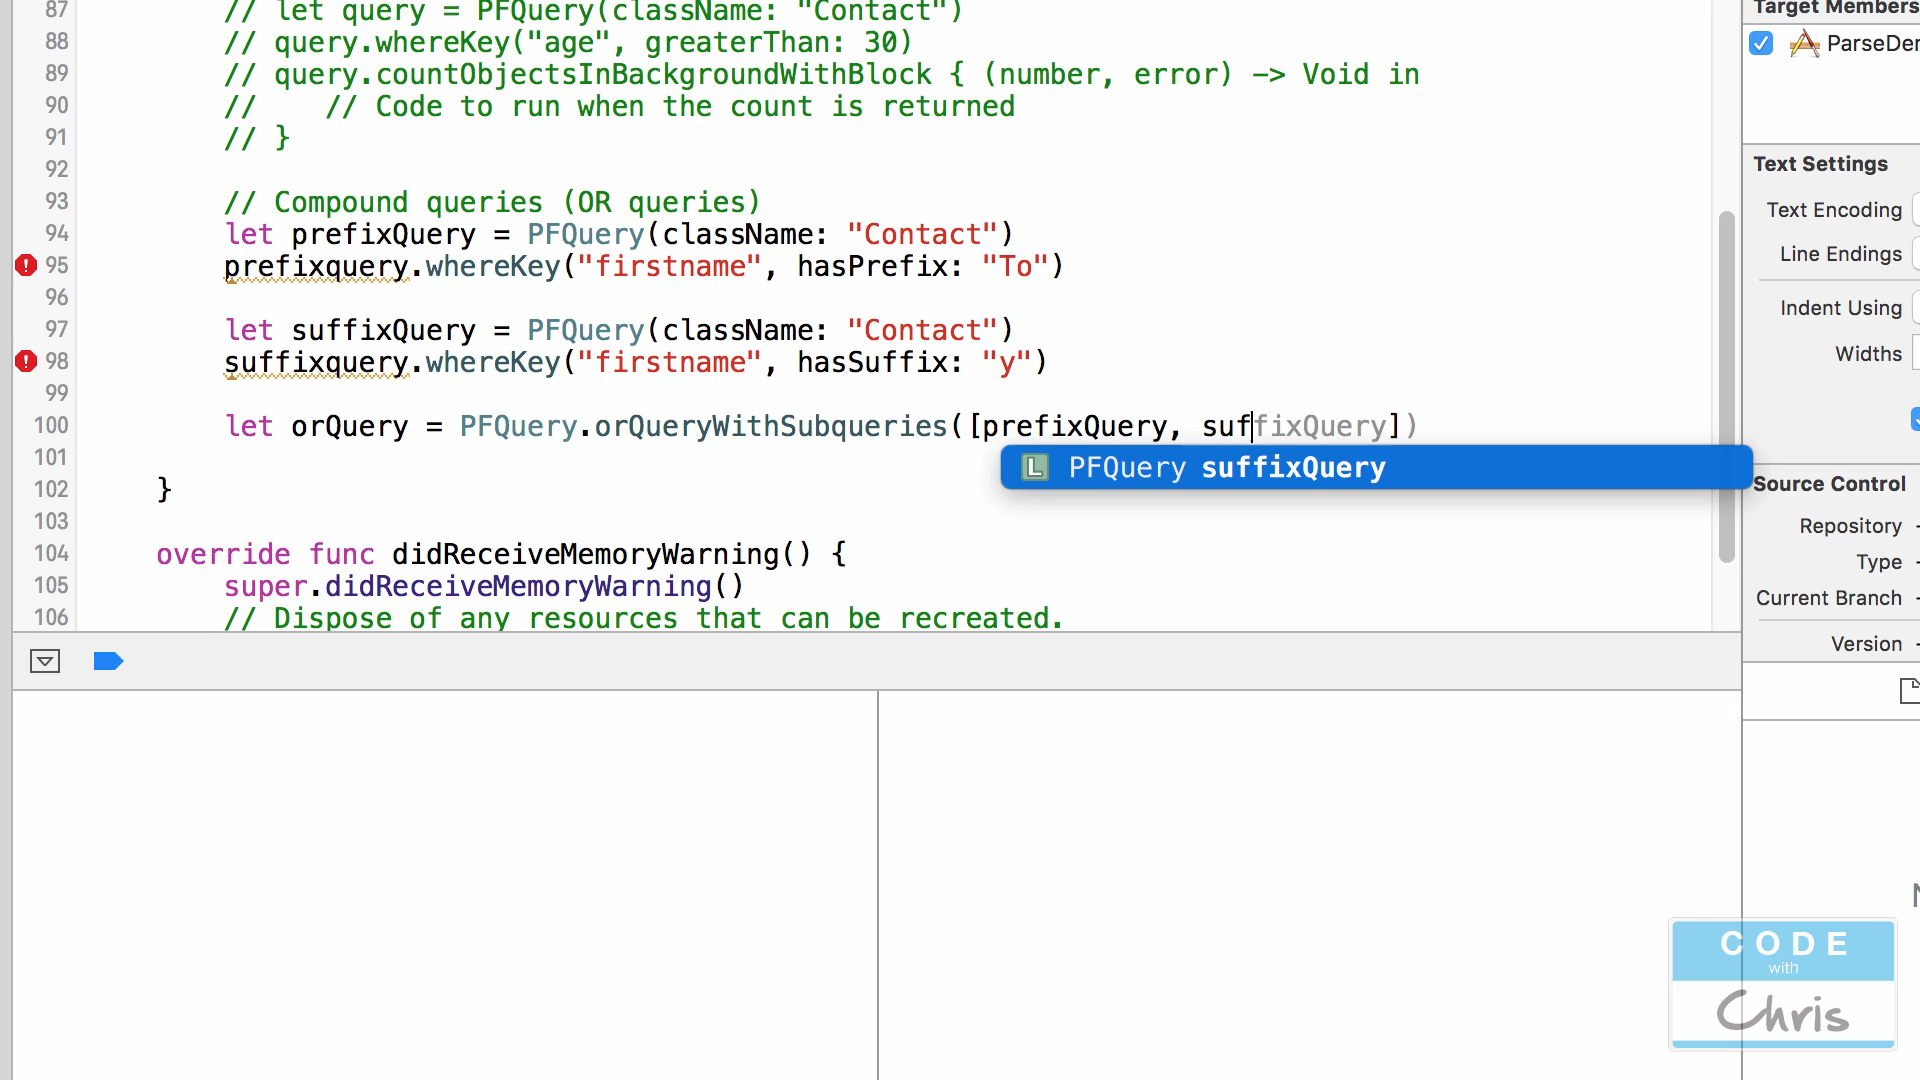 87 // let query = PFQuery(className: "Contact")
88 // query.whereKey("age", greaterThan: 30)
89 // query.countObjectsInBackgroundWithBlock { (number, error) -> Void in
90 //    // Code to run when the count is returned
91 // }
92
93 // Compound queries (OR queries)
94 let prefixQuery = PFQuery(className: "Contact")
95 prefixquery.whereKey("firstname", hasPrefix: "To")
96
97 let suffixQuery = PFQuery(className: "Contact")
98 suffixquery.whereKey("firstname", hasSuffix: "y")
99
100 let orQuery = PFQuery.orQueryWithSubqueries([prefixQuery, suffixQuery])
L PFQuery suffixQuery
101
102 }
103
104 override func didReceiveMemoryWarning() {
105 super.didReceiveMemoryWarning()
106 // Dispose of any resources that can be recreated.
Target Members
ParseDem
Text Settings
Text Encoding
Line Endings
Indent Using
Widths
Source Control
Repository
Type
Current Branch
Version
CODE
with
Chris